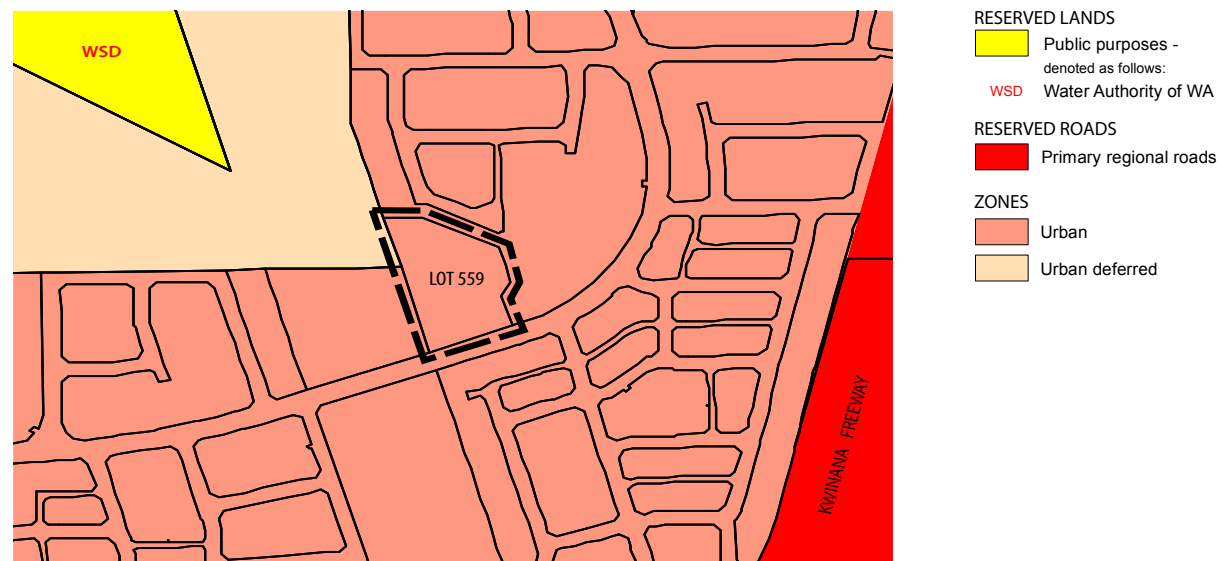 WSD
LOT 559
KWINANA FREEWAY
RESERVED LANDS
Public purposes -
denoted as follows:
WSD Water Authority of WA
RESERVED ROADS
Primary regional roads
ZONES
Urban
Urban deferred